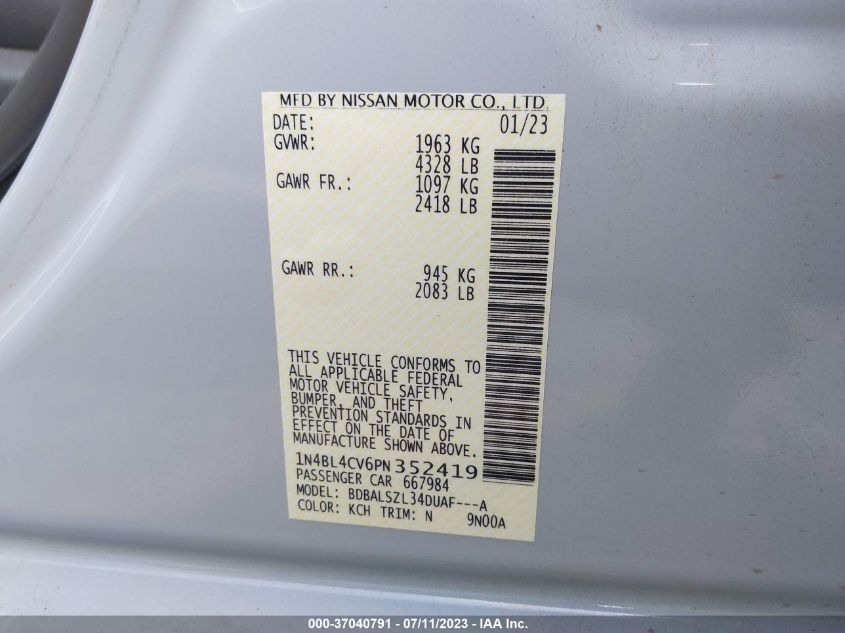 MFD BY NISSAN MOTOR CO., LTD.
DATE: 01/23
GVWR: 1963 KG
4328 LB
GAWR FR.: 1097 KG
2418 LB
GAWR RR.: 945 KG
2083 LB
THIS VEHICLE CONFORMS TO
ALL APPLICABLE FEDERAL
MOTOR VEHICLE SAFETY,
BUMPER, AND THEFT
PREVENTION STANDARDS IN
EFFECT ON THE DATE OF
MANUFACTURE SHOWN ABOVE.
1N4BL4CV6PN352419
PASSENGER CAR 667984
MODEL: BDBALSZL34DUAF---A
COLOR: KCH TRIM: N 9N00A
000-37040791 - 07/11/2023 - IAA Inc.